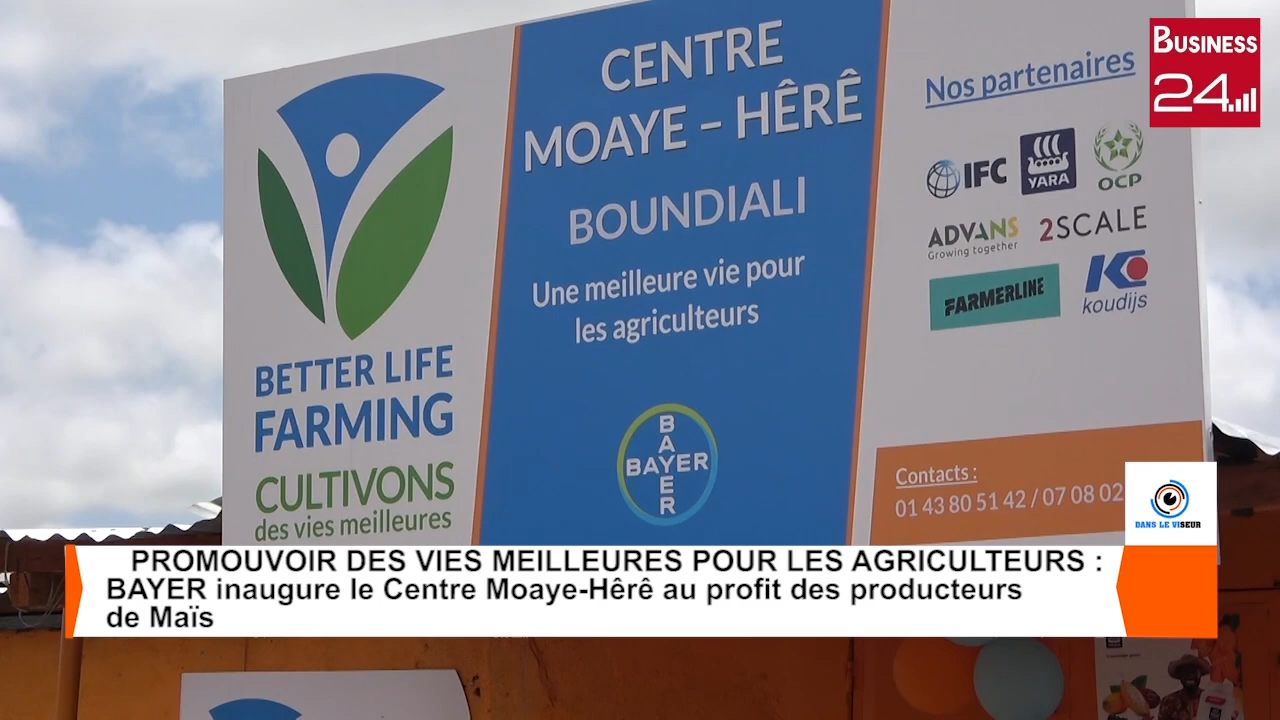 BUSINESS
24
CENTRE
MOAYE – HÊRÊ
BOUNDIALI
Une meilleure vie pour
les agriculteurs
BAYER
BAYER
BETTER LIFE
FARMING
CULTIVONS
des vies meilleures
Nos partenaires
IFC
YARA
OCP
ADVANS
Growing together
2SCALE
FARMERLINE
koudijs
Contacts :
01 43 80 51 42 / 07 08 02
DANS LE VISEUR
PROMOUVOIR DES VIES MEILLEURES POUR LES AGRICULTEURS :
BAYER inaugure le Centre Moaye-Hêrê au profit des producteurs
de Maïs